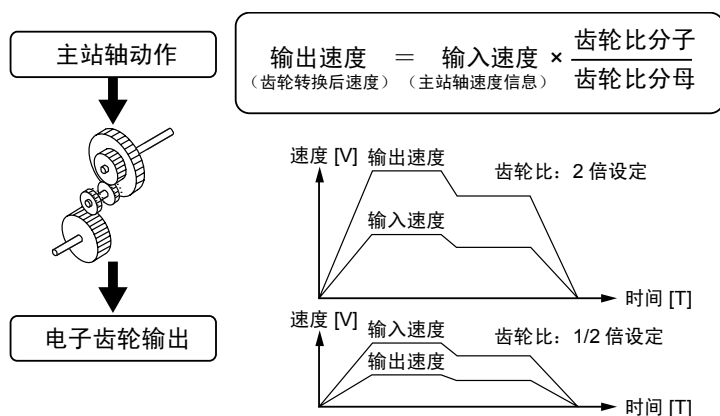 主站轴动作
输出速度 = 输入速度 × 齿轮比分子
(齿轮转换后速度) (主站轴速度信息) 齿轮比分母
速度 [V]
输出速度
齿轮比：2 倍设定
输入速度
时间 [T]
电子齿轮输出
速度 [V]
输入速度
齿轮比：1/2 倍设定
输出速度
时间 [T]